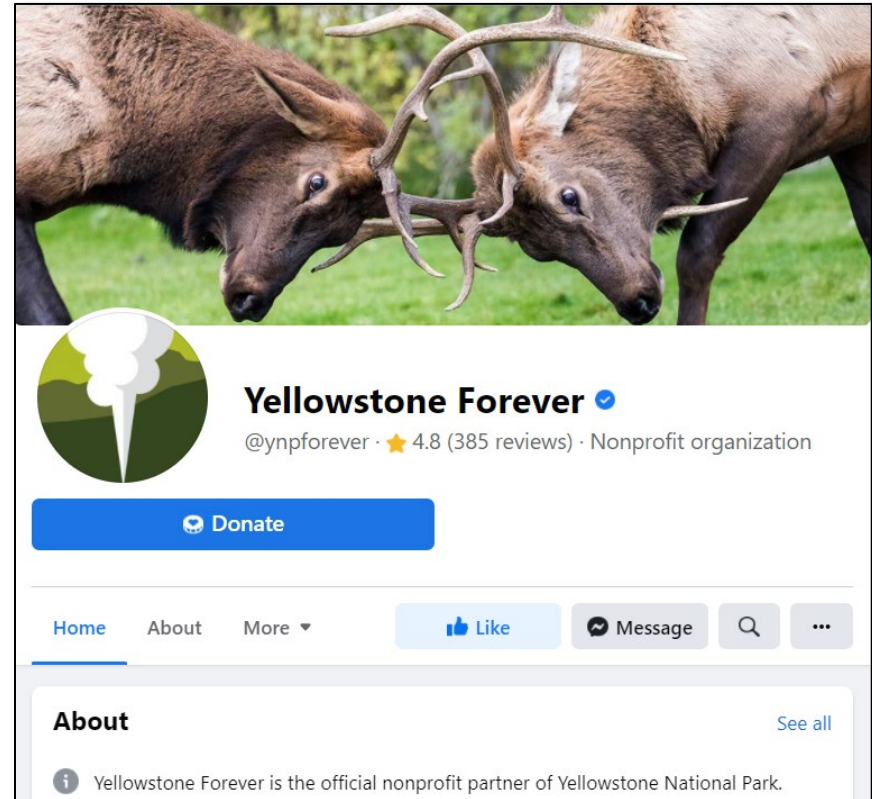 Yellowstone Forever
@ynpforever · 4.8 (385 reviews) · Nonprofit organization
Donate
Home About More Like Message
About See all
Yellowstone Forever is the official nonprofit partner of Yellowstone National Park.